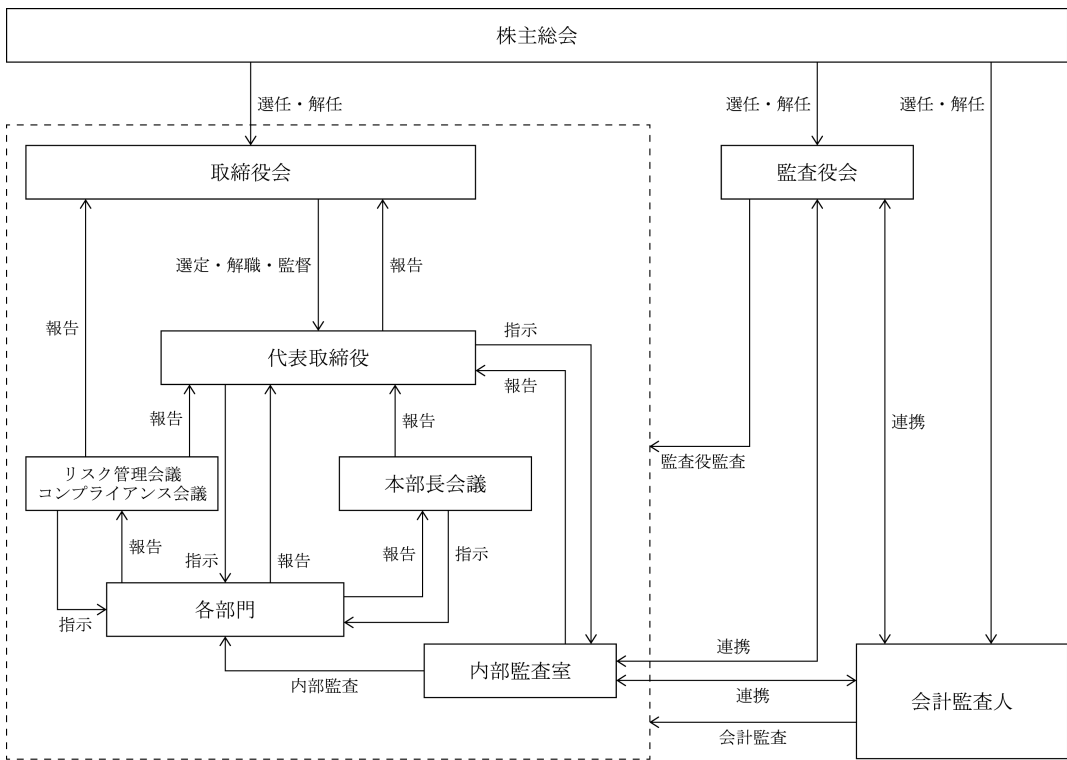 株主総会
選任・解任
選任・解任
選任・解任
取締役会
監査役会
選定・解職・監督
報告
報告
指示
代表取締役
報告
報告
報告
連携
リスク管理会議
コンプライアンス会議
本部長会議
監査役監査
報告
指示
報告
報告
指示
各部門
指示
内部監査室
連携
内部監査
連携
会計監査人
会計監査